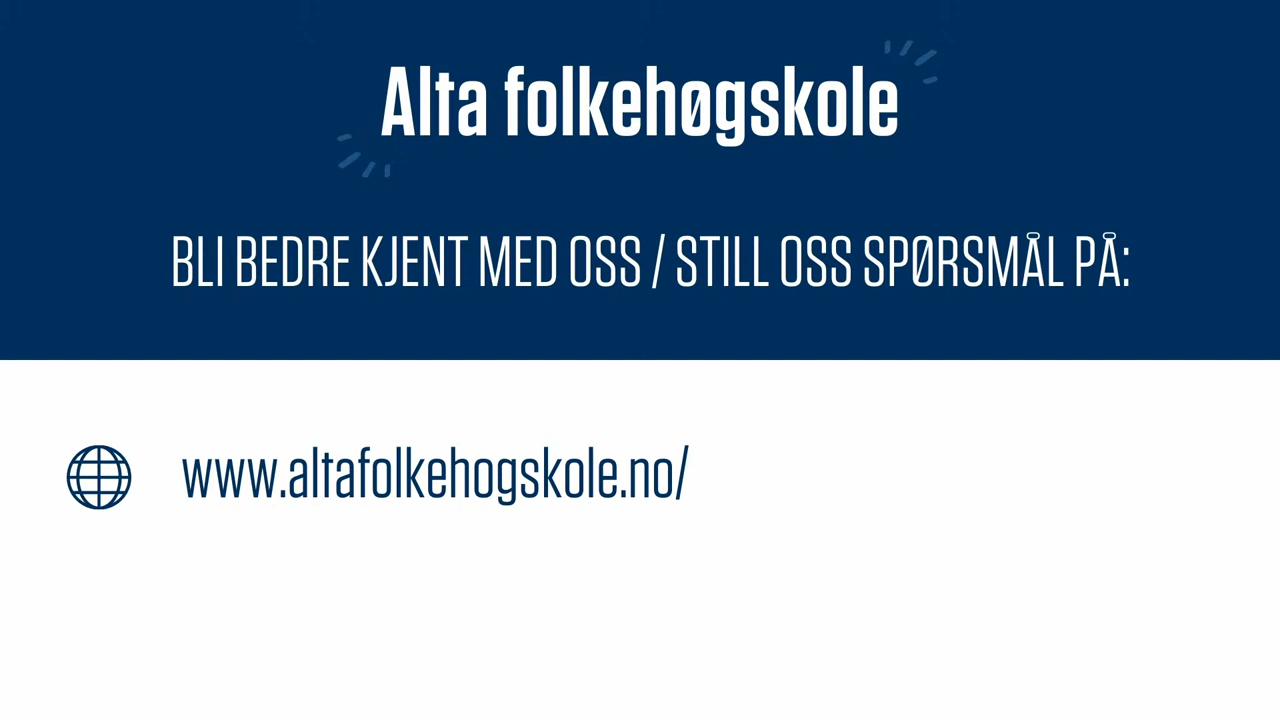 Alta folkehøgskole
BLI BEDRE KJENT MED OSS / STILL OSS SPØRSMÅL PÅ:
www.altafolkehogskole.no/